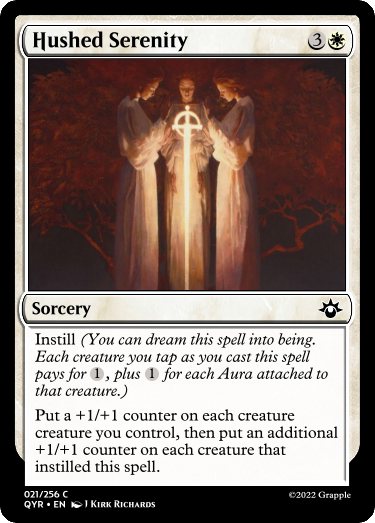 Hushed Serenity 3
Sorcery
Instill (You can dream this spell into being.
Each creature you tap as you cast this spell
pays for 1, plus 1 for each Aura attached to
that creature.)
Put a +1/+1 counter on each creature
creature you control, then put an additional
+1/+1 counter on each creature that
instilled this spell.
021/256 C
QYR • EN J Kirk Richards
©2022 Grapple